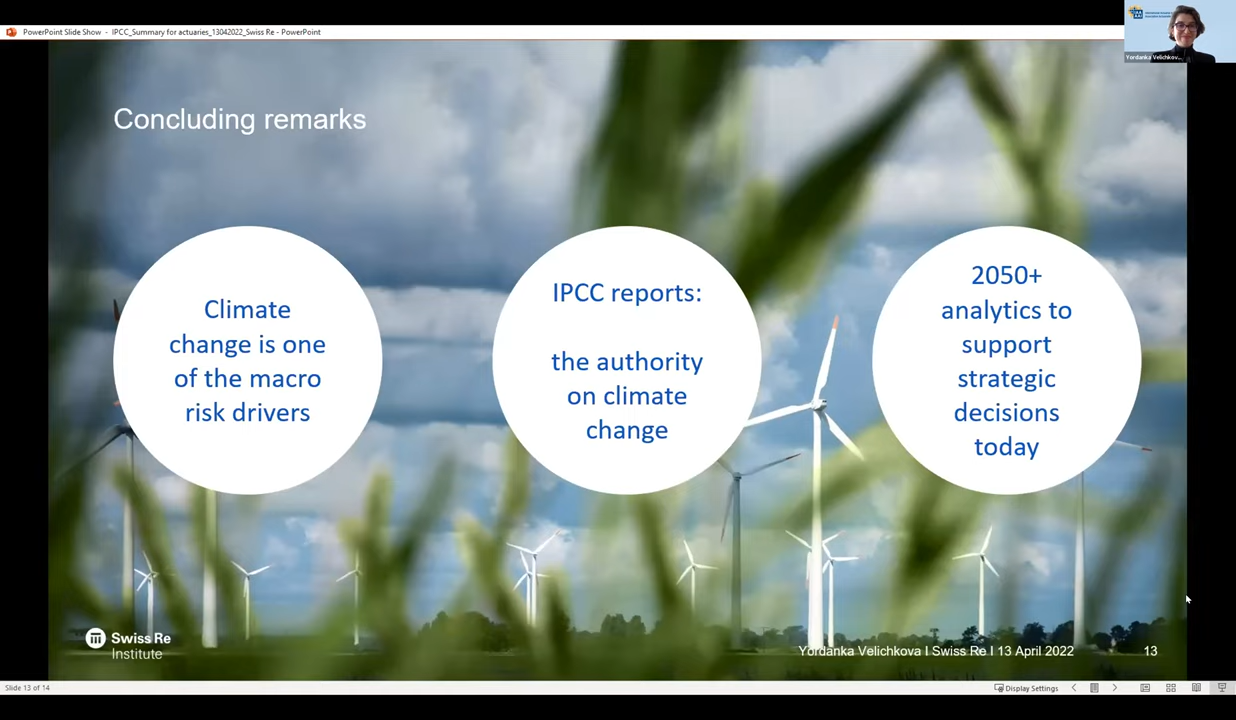 PowerPoint Slide Show - IPCC_Summary for actuaries_13042022_Swiss Re - PowerPoint
Yordanka Velichkov...
Concluding remarks
Climate
change is one
of the macro
risk drivers
IPCC reports:
the authority
on climate
change
2050+
analytics to
support
strategic
decisions
today
Swiss Re
Institute
Yordanka Velichkova I Swiss Re I 13 April 2022
13
Slide 13 of 14
Display Settings